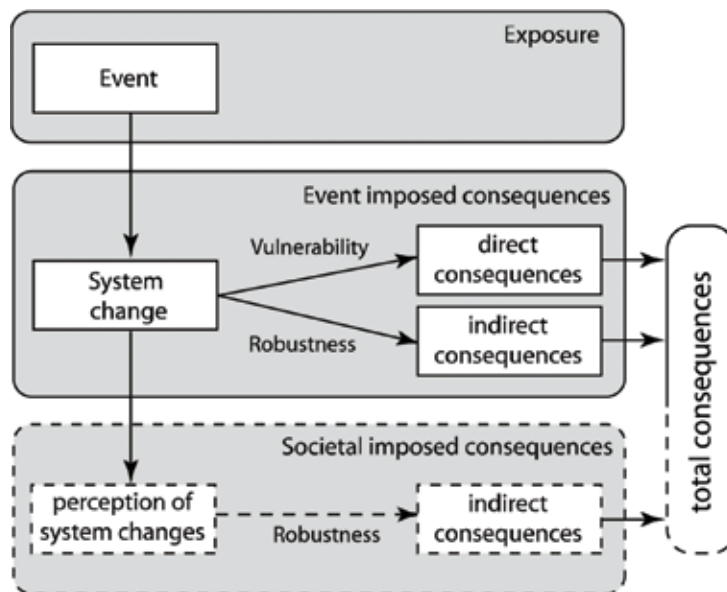 Exposure
Event
Event imposed consequences
Vulnerability
direct
consequences
System
change
Robustness
indirect
consequences
total consequences
Societal imposed consequences
perception of
system changes
Robustness
indirect
consequences